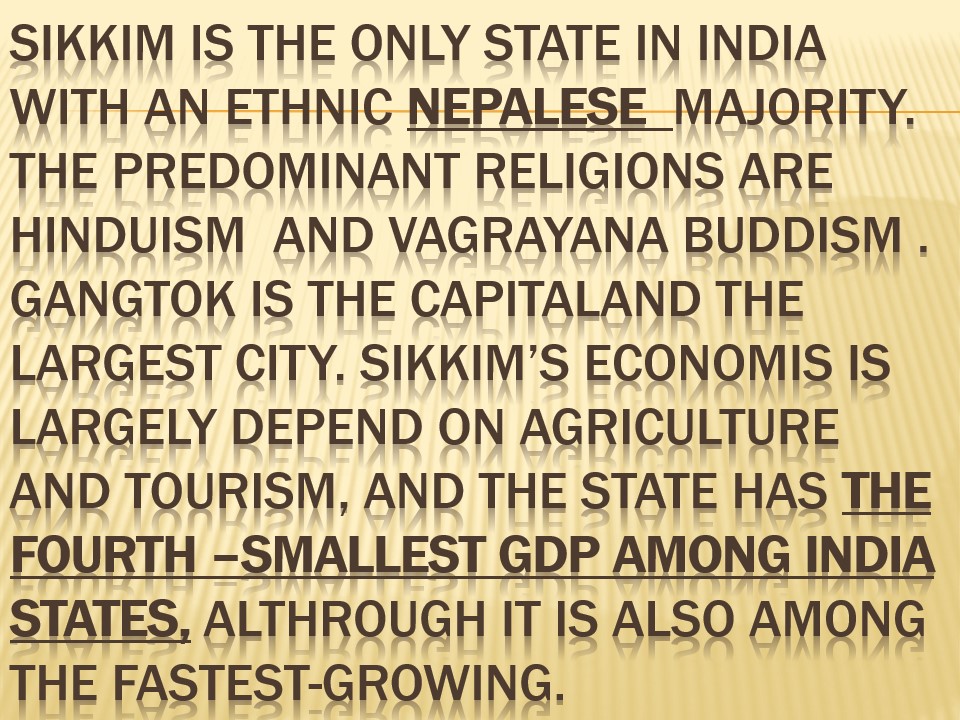 SIKKIM IS THE ONLY STATE IN INDIA
WITH AN ETHNIC NEPALESE MAJORITY.
THE PREDOMINANT RELIGIONS ARE
HINDUISM AND VAGRAYANA BUDDISM .
GANGTOK IS THE CAPITALAND THE
LARGEST CITY. SIKKIM’S ECONOMIS IS
LARGELY DEPEND ON AGRICULTURE
AND TOURISM, AND THE STATE HAS THE
FOURTH –SMALLEST GDP AMONG INDIA
STATES, ALTHROUGH IT IS ALSO AMONG
THE FASTEST-GROWING.